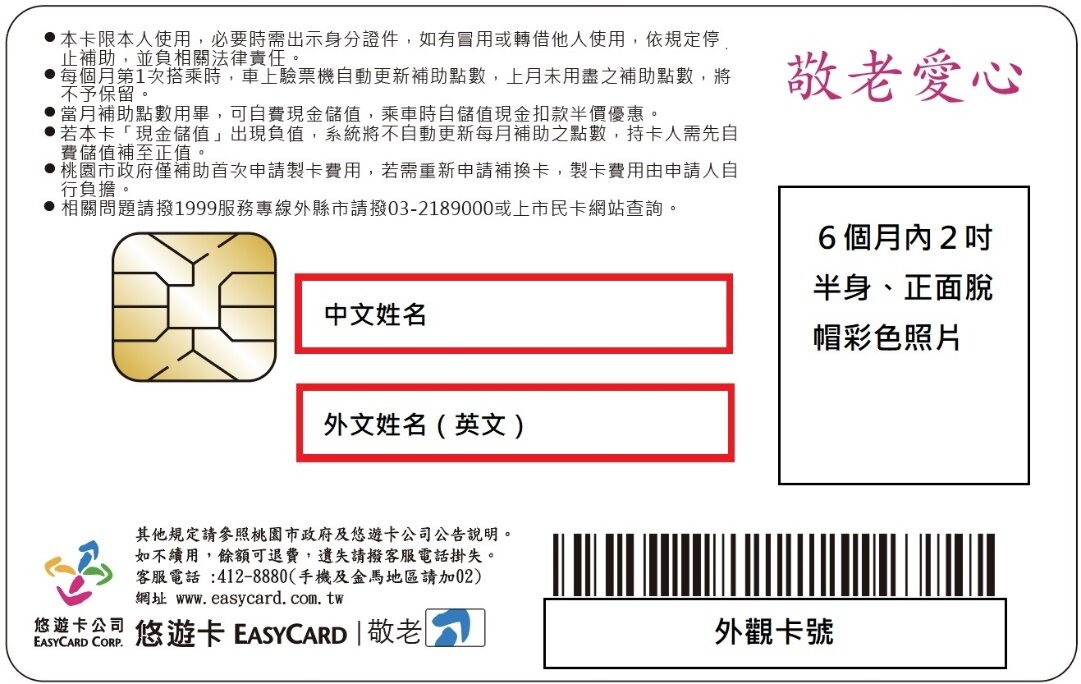 ●本卡限本人使用，必要時需出示身分證件，如有冒用或轉借他人使用，依規定停
止補助，並負相關法律責任。
●每個月第1次搭乘時，車上驗票機自動更新補助點數，上月未用盡之補助點數，將
不予保留。
●當月補助點數用畢，可自費現金儲值，乘車時自儲值現金扣款半價優惠。
●若本卡「現金儲值」出現負值，系統將不自動更新每月補助之點數，持卡人需先自
費儲值補至正值。
●桃園市政府僅補助首次申請製卡費用，若需重新申請補換卡，製卡費用由申請人自
行負擔。
●相關問題請撥1999服務專線外縣市請撥03-2189000或上市民卡網站查詢。
敬老愛心
6個月內2吋
半身、正面脫
帽彩色照片
中文姓名
外文姓名（英文）
其他規定請參照桃園市政府及悠遊卡公司公告說明。
如不續用，餘額可退費，遺失請撥客服電話掛失。
客服電話 :412-8880(手機及金馬地區請加02)
網址 www.easycard.com.tw
悠遊卡公司
EASYCARD CORP.
悠遊卡 EASYCARD | 敬老
外觀卡號